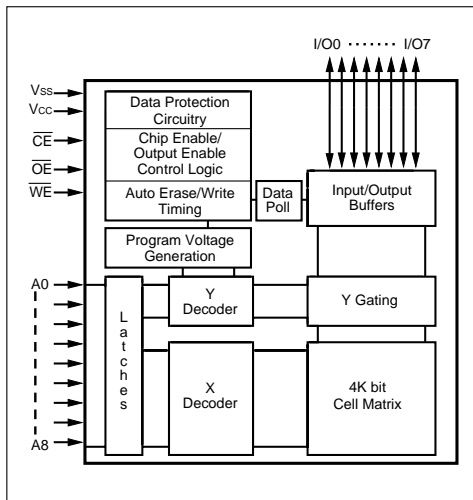 I/O0 ········ I/O7
VSS
VCC
CE
OE
WE
Data Protection
Circuitry
Chip Enable/
Output Enable
Control Logic
Auto Erase/Write
Timing
Data
Poll
Input/Output
Buffers
Program Voltage
Generation
A0
A8
Latches
Y
Decoder
Y Gating
X
Decoder
4K bit
Cell Matrix